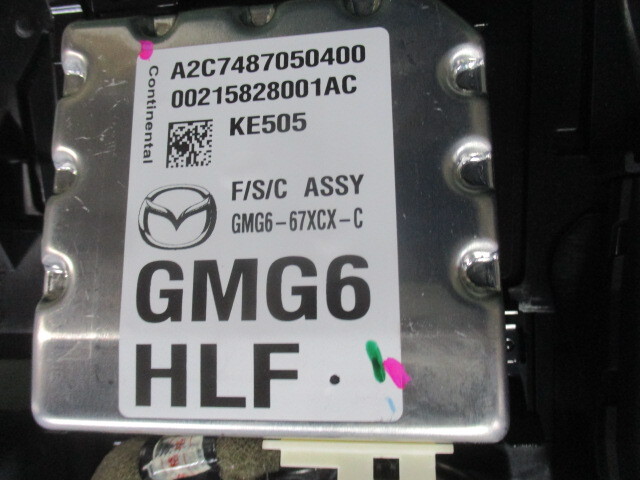 Continental
A2C7487050400
00215828001AC
KE505
F/S/C ASSY
GMG6-67XCX-C
GMG6
HLF.